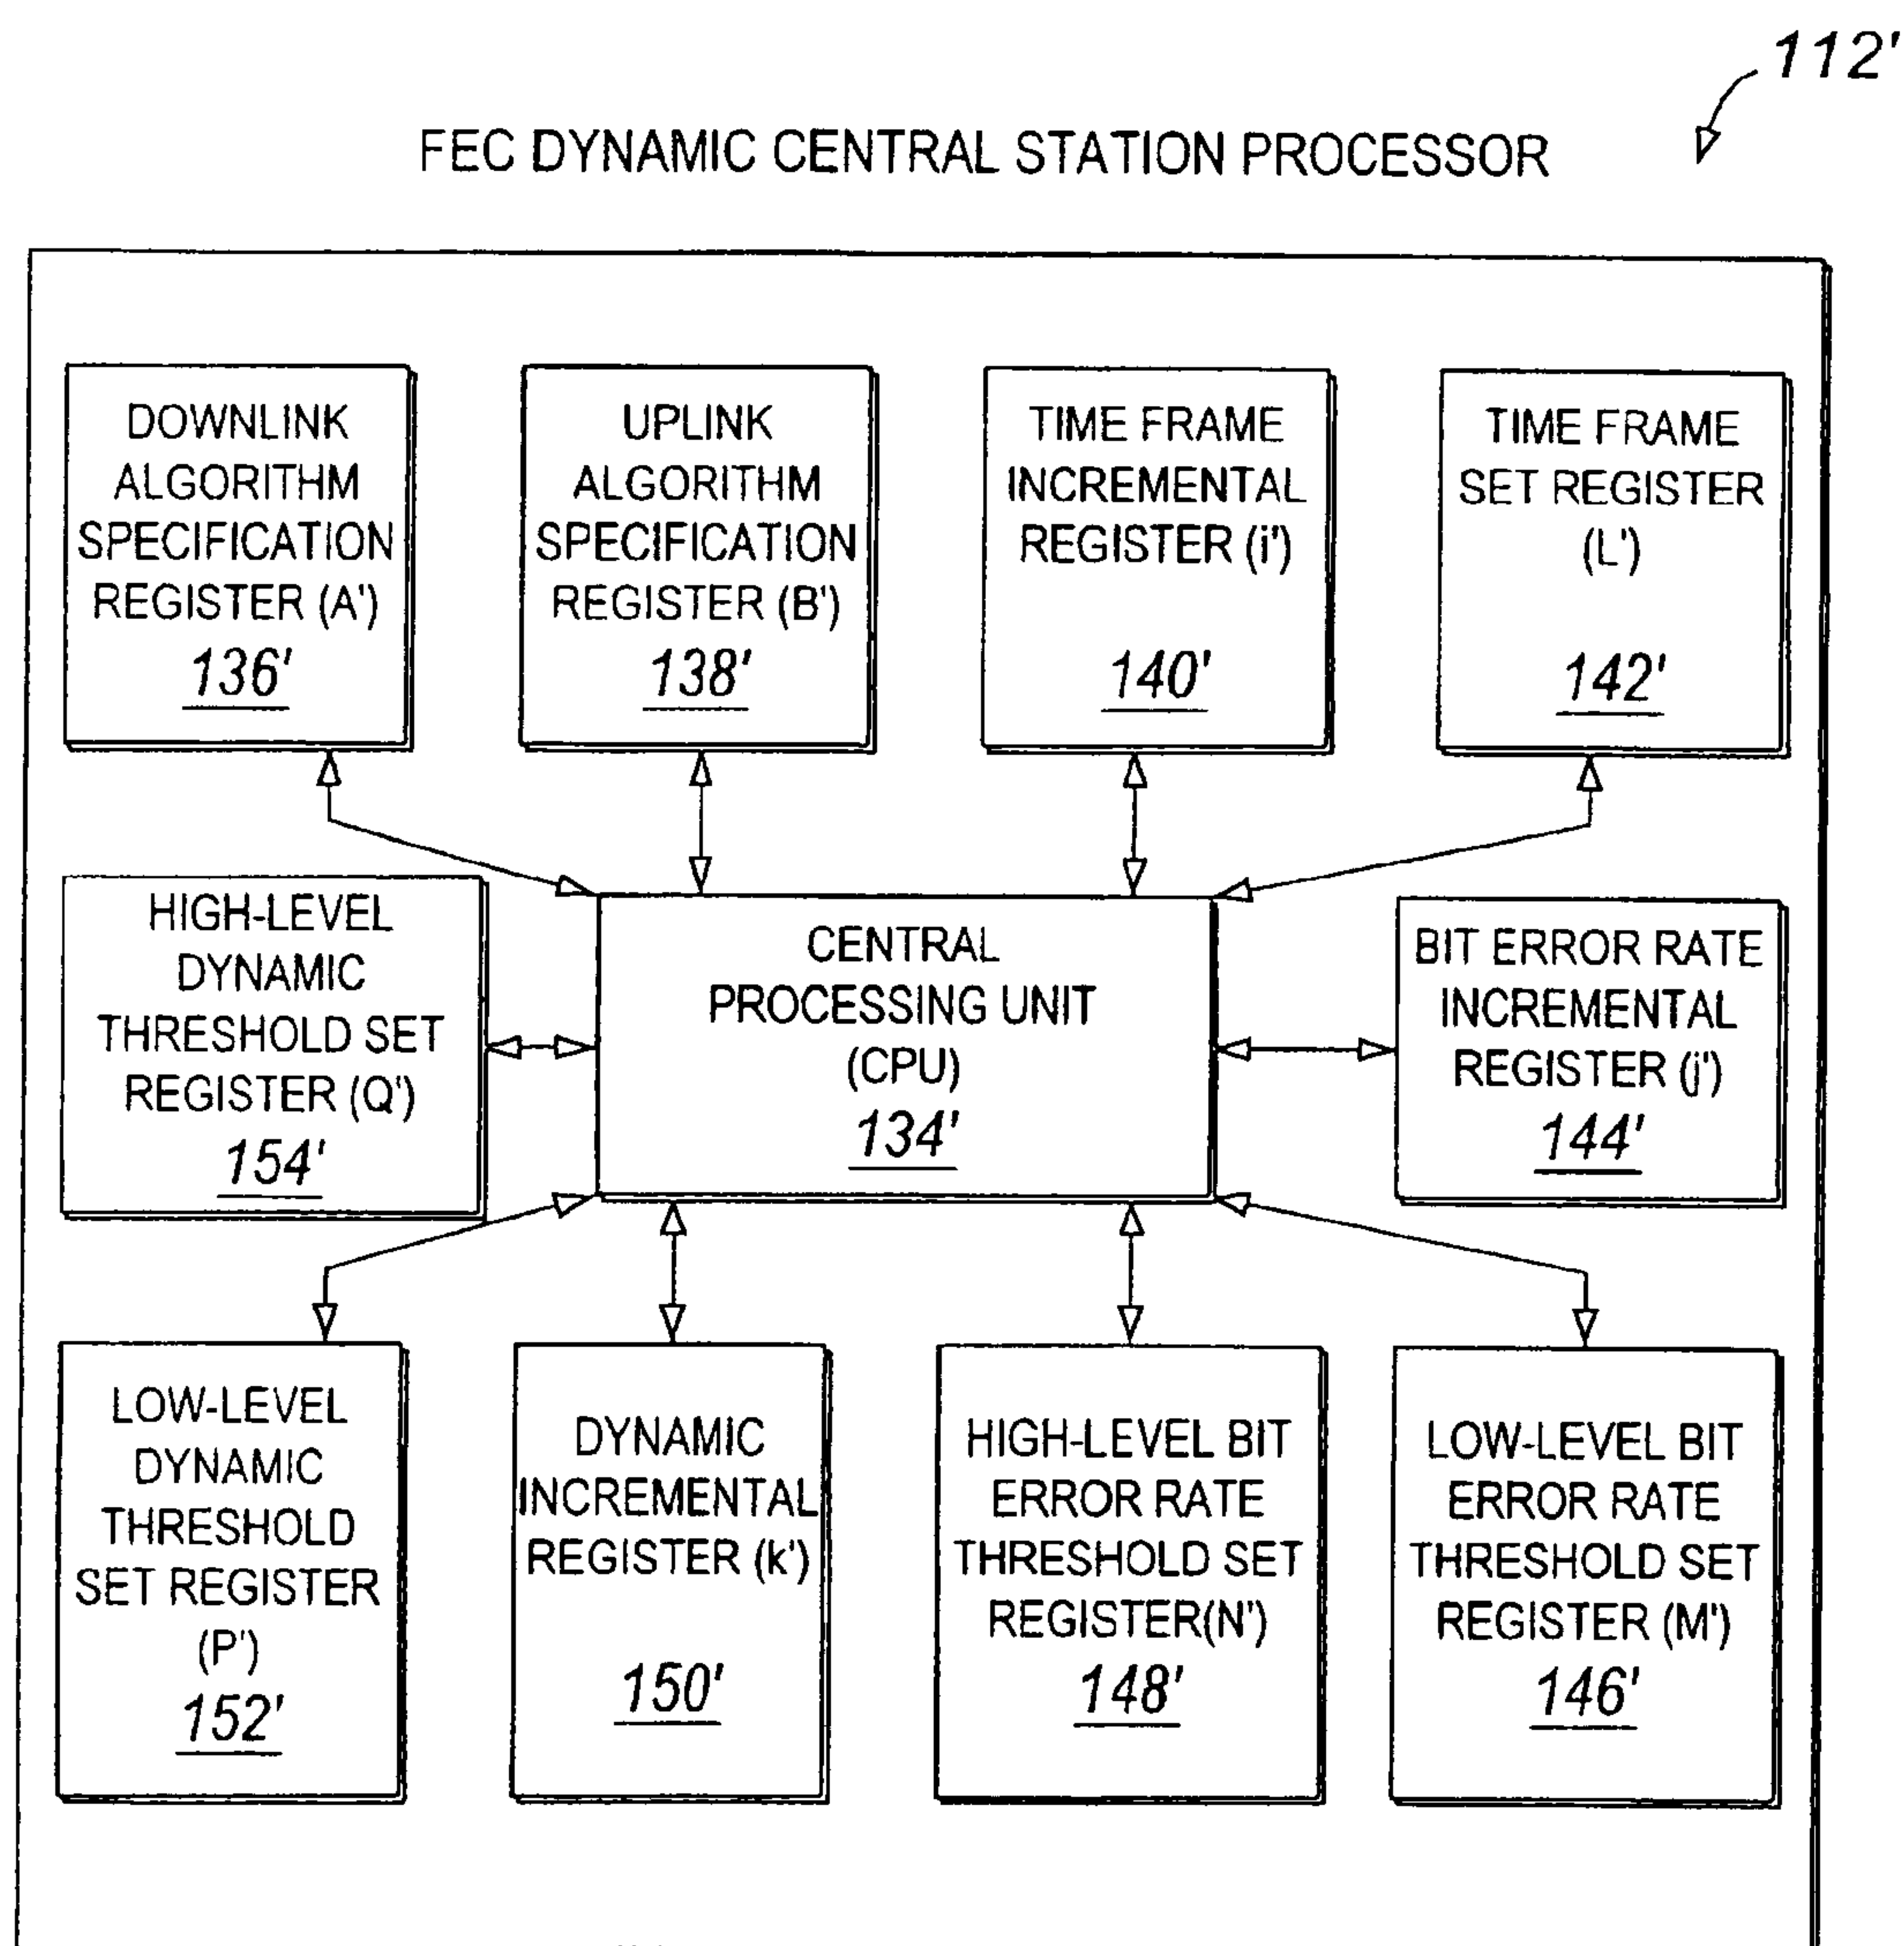 112'
FEC DYNAMIC CENTRAL STATION PROCESSOR
DOWNLINK
ALGORITHM
SPECIFICATION
REGISTER (A')
136'
UPLINK
ALGORITHM
SPECIFICATION
REGISTER (B')
138'
TIME FRAME
INCREMENTAL
REGISTER (i')
140'
TIME FRAME
SET REGISTER
(L')
142'
HIGH-LEVEL
DYNAMIC
THRESHOLD SET
REGISTER (Q')
154'
CENTRAL
PROCESSING UNIT
(CPU)
134'
BIT ERROR RATE
INCREMENTAL
REGISTER (j')
144'
LOW-LEVEL
DYNAMIC
THRESHOLD
SET REGISTER
(P')
152'
DYNAMIC
INCREMENTAL
REGISTER (k')
150'
HIGH-LEVEL BIT
ERROR RATE
THRESHOLD SET
REGISTER(N')
148'
LOW-LEVEL BIT
ERROR RATE
THRESHOLD SET
REGISTER (M')
146'